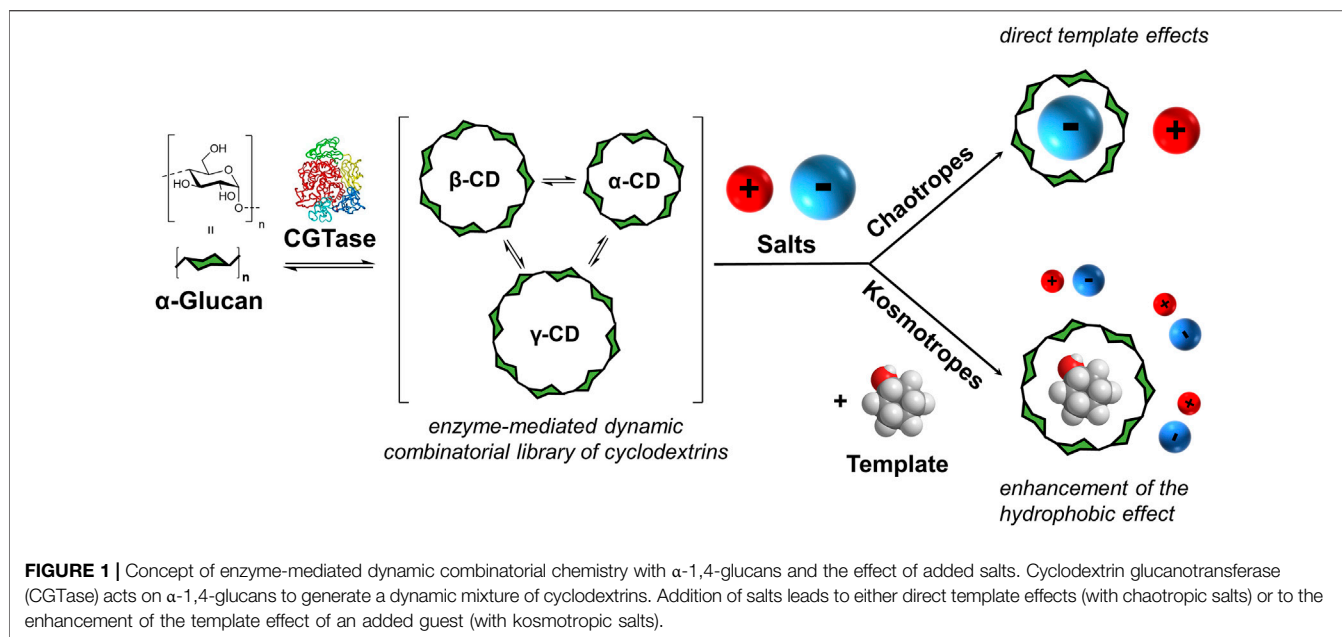 direct template effects
OH
O
HO
HO
O
n
=
n
α-Glucan
CGTase
β-CD
α-CD
γ-CD
enzyme-mediated dynamic
combinatorial library of cyclodextrins
+ -
Salts
Chaotropes
Kosmotropes
+
Template
- +
+ -
+
-
+
-
enhancement of the
hydrophobic effect
FIGURE 1 | Concept of enzyme-mediated dynamic combinatorial chemistry with α-1,4-glucans and the effect of added salts. Cyclodextrin glucanotransferase
(CGTase) acts on α-1,4-glucans to generate a dynamic mixture of cyclodextrins. Addition of salts leads to either direct template effects (with chaotropic salts) or to the
enhancement of the template effect of an added guest (with kosmotropic salts).